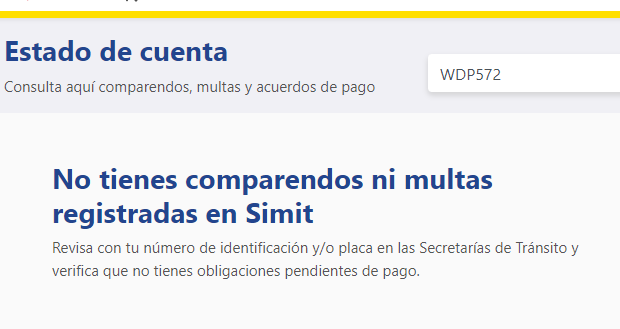 Estado de cuenta
Consulta aquí comparendos, multas y acuerdos de pago
WDP572
No tienes comparendos ni multas
registradas en Simit
Revisa con tu número de identificación y/o placa en las Secretarías de Tránsito y
verifica que no tienes obligaciones pendientes de pago.